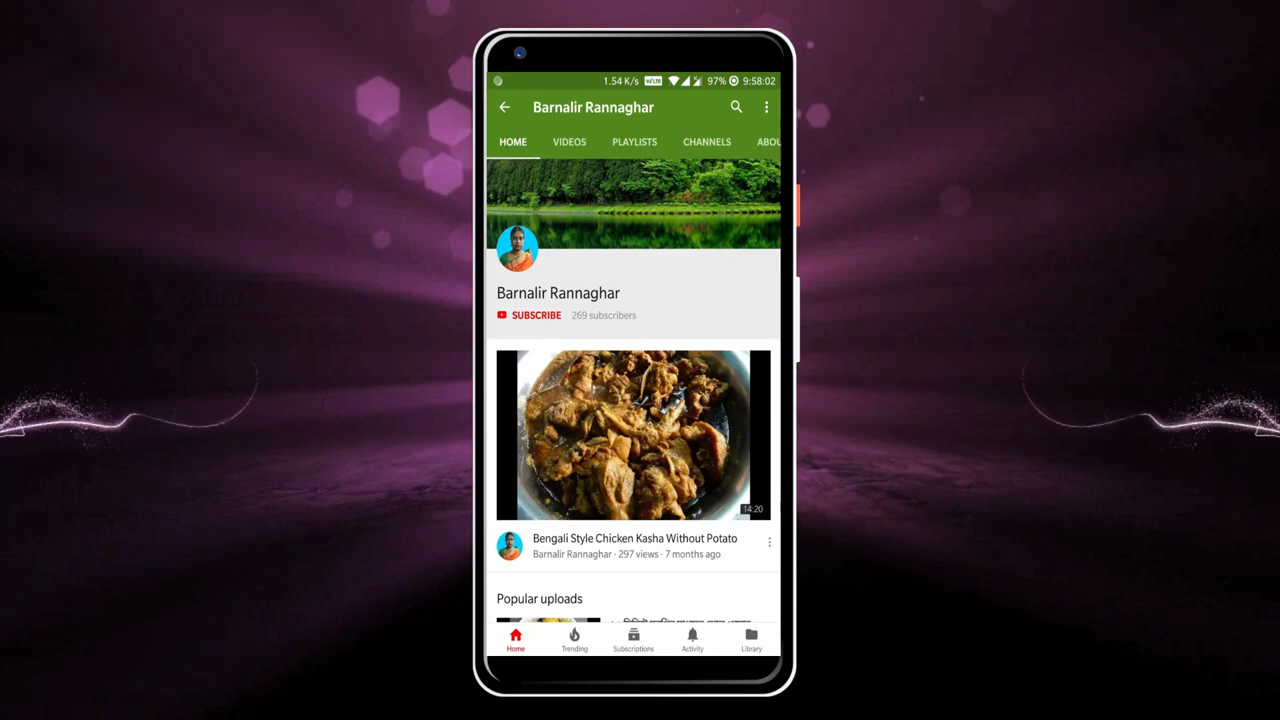 1.54 K/s VoLTE 97% 9:58:02
Barnalir Rannaghar
HOME VIDEOS PLAYLISTS CHANNELS ABOU
Barnalir Rannaghar
SUBSCRIBE 269 subscribers
14:20
Bengali Style Chicken Kasha Without Potato
Barnalir Rannaghar · 297 views · 7 months ago
Popular uploads
Home Trending Subscriptions Activity Library